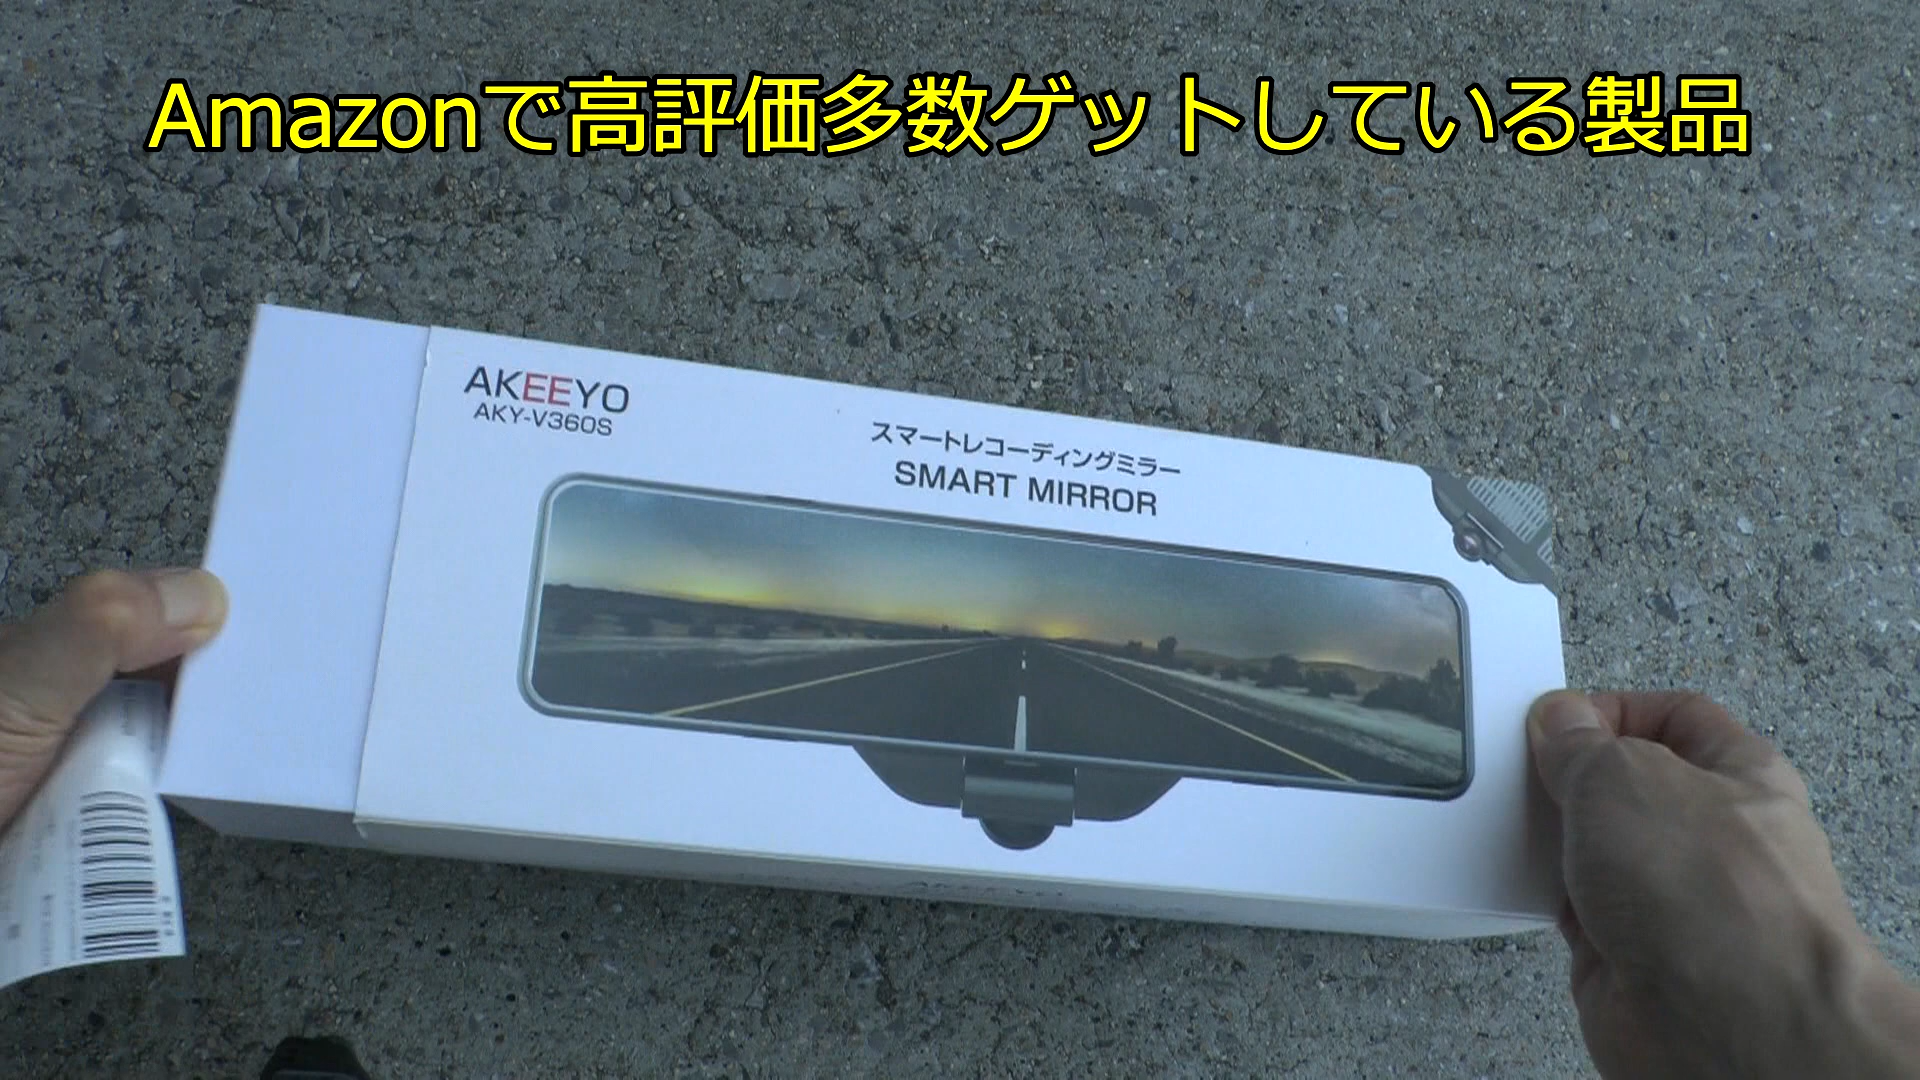 Amazonで高評価多数ゲットしている製品
AKEEYO
AKY-V360S
スマートレコーディングミラー
SMART MIRROR
AKEEYO